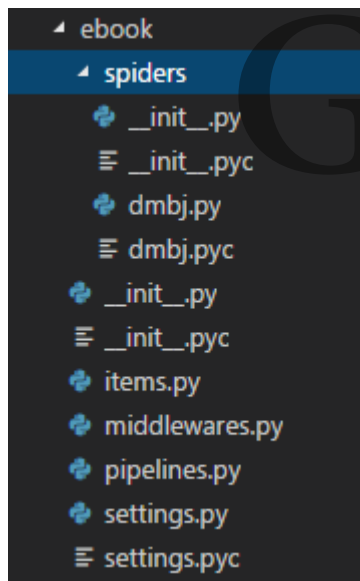 ebook
spiders
__init__.py
__init__.pyc
dmbj.py
dmbj.pyc
__init__.py
__init__.pyc
items.py
middlewares.py
pipelines.py
settings.py
settings.pyc